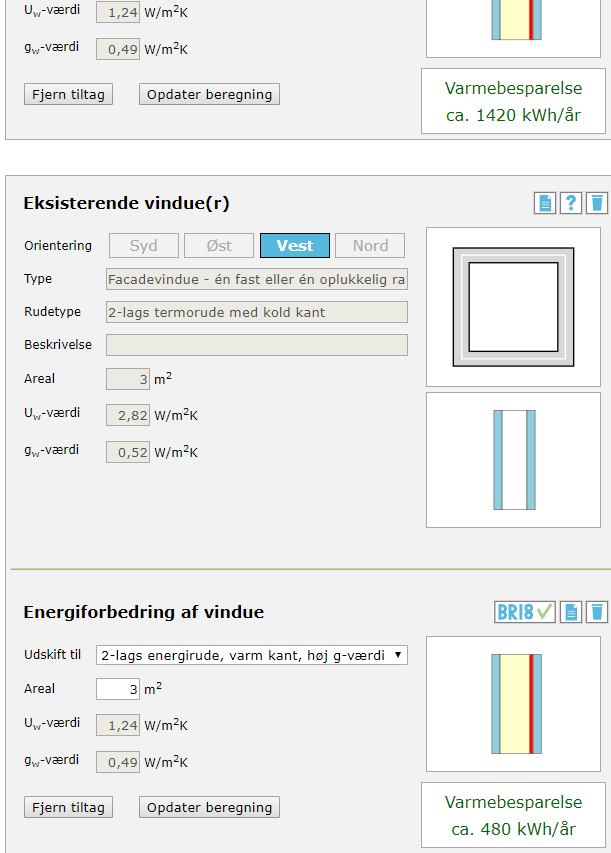 Uw-værdi 1,24 W/m²K
gw-værdi 0,49 W/m²K
Fjern tiltag Opdater beregning
Varmebesparelse
ca. 1420 kWh/år
Eksisterende vindue(r) ?
Orientering Syd Øst Vest Nord
Type Facadevindue - én fast eller én oplukkelig ra
Rudetype 2-lags termorude med kold kant
Beskrivelse
Areal 3 m²
Uw-værdi 2,82 W/m²K
gw-værdi 0,52 W/m²K
Energiforbedring af vindue BR18
Udskift til 2-lags energirude, varm kant, høj g-værdi
Areal 3 m²
Uw-værdi 1,24 W/m²K
gw-værdi 0,49 W/m²K
Fjern tiltag Opdater beregning
Varmebesparelse
ca. 480 kWh/år